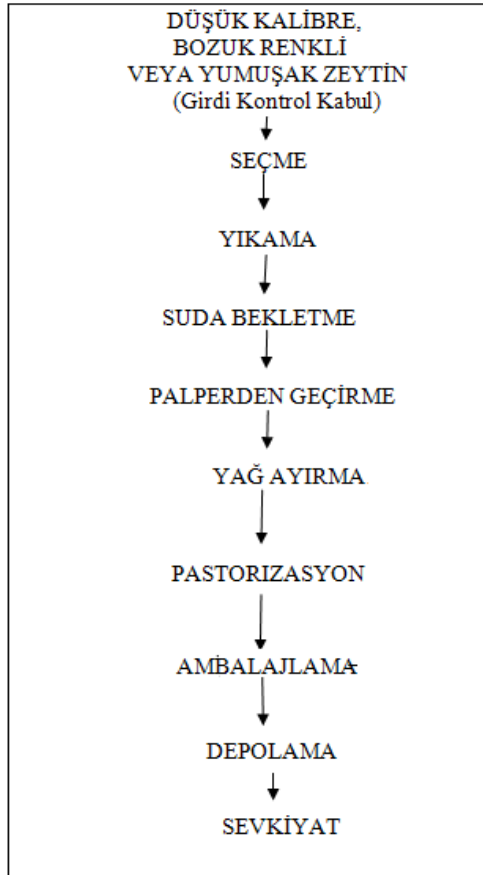 DÜŞÜK KALİBRE,
BOZUK RENKLİ
VEYA YUMUŞAK ZEYTİN
(Girdi Kontrol Kabul)
SEÇME
YIKAMA
SUDA BEKLETME
PALPERDEN GEÇİRME
YAĞ AYIRMA
PASTORIZASYON
AMBALAJLAMA
DEPOLAMA
SEVKİYAT